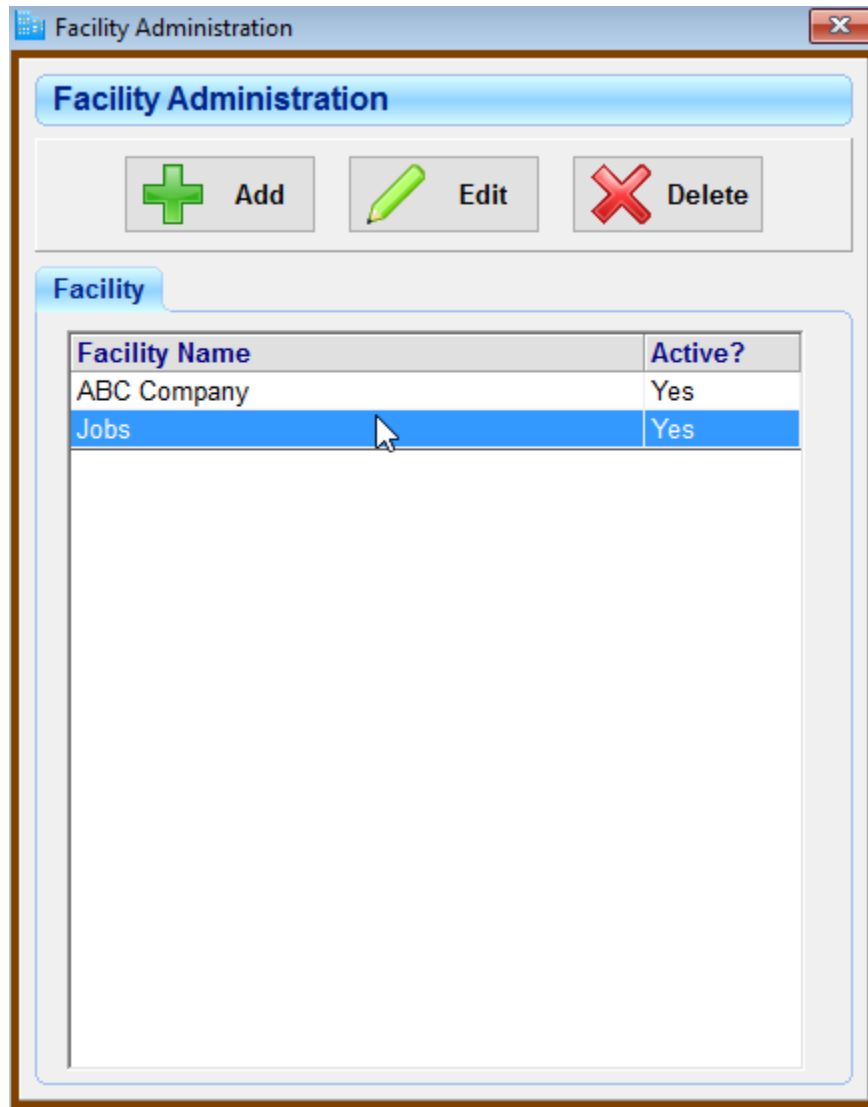 Facility Administration
Facility Administration
Add Edit Delete
Facility
Facility Name Active?
ABC Company Yes
Jobs Yes